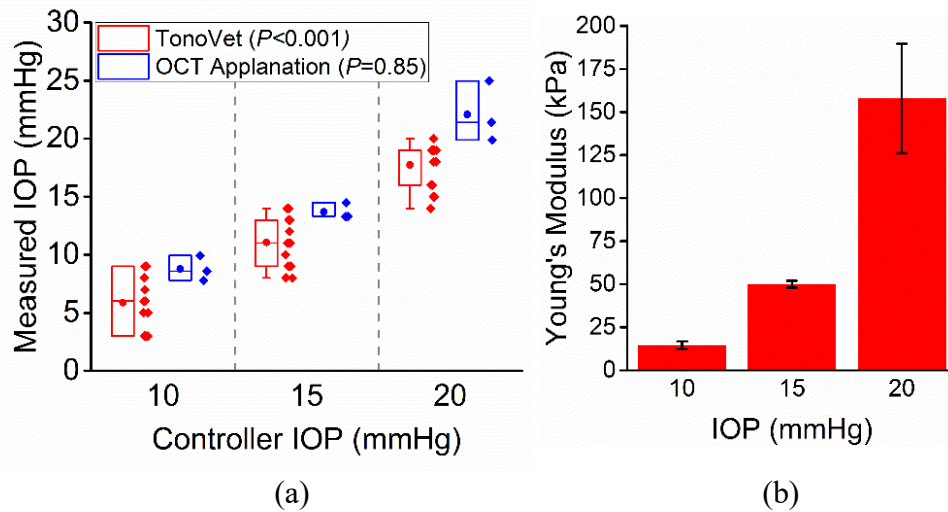 30
25
20
15
10
5
0
Measured IOP (mmHg)
TonoVet (P<0.001)
OCT Applanation (P=0.85)
10
15
20
Controller IOP (mmHg)
(a)
200
175
150
125
100
75
50
25
0
Young's Modulus (kPa)
10
15
20
IOP (mmHg)
(b)